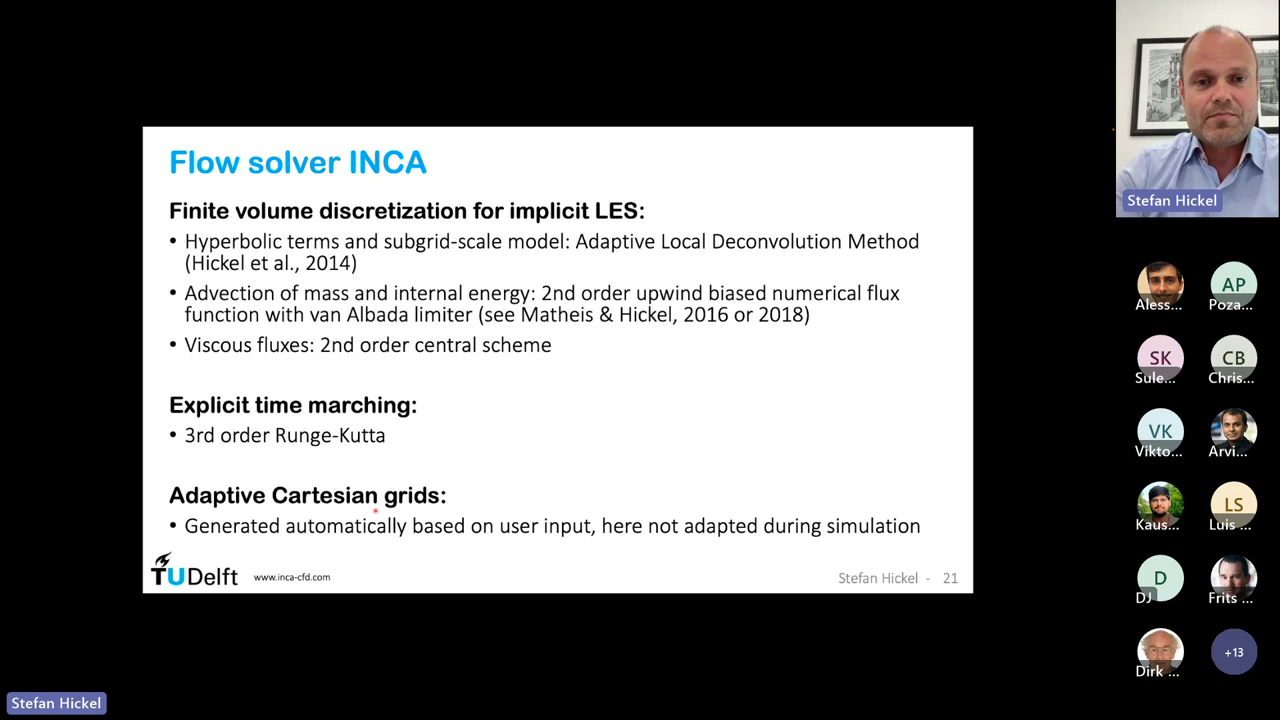 Flow solver INCA
Finite volume discretization for implicit LES:
• Hyperbolic terms and subgrid-scale model: Adaptive Local Deconvolution Method
(Hickel et al., 2014)
• Advection of mass and internal energy: 2nd order upwind biased numerical flux
function with van Albada limiter (see Matheis & Hickel, 2016 or 2018)
• Viscous fluxes: 2nd order central scheme
Explicit time marching:
• 3rd order Runge-Kutta
Adaptive Cartesian grids:
• Generated automatically based on user input, here not adapted during simulation
TUDelft
www.inca-cfd.com
Stefan Hickel - 21
Stefan Hickel
Aless...
AP
Poza...
SK
Sule...
CB
Chris...
VK
Vikto...
Arvi...
Kaus...
LS
Luis ...
D
DJ
Frits ...
Dirk ...
+13
Stefan Hickel